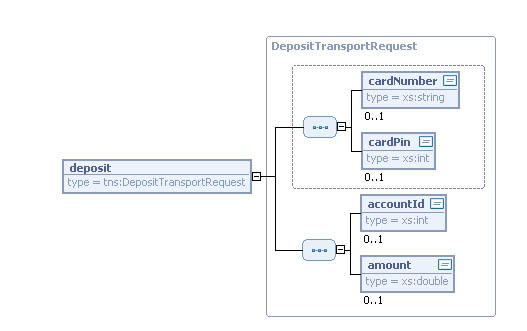 DepositTransportRequest
cardNumber
type = xs:string
0..1
cardPin
type = xs:int
0..1
deposit
type = tns:DepositTransportRequest
accountId
type = xs:int
0..1
amount
type = xs:double
0..1